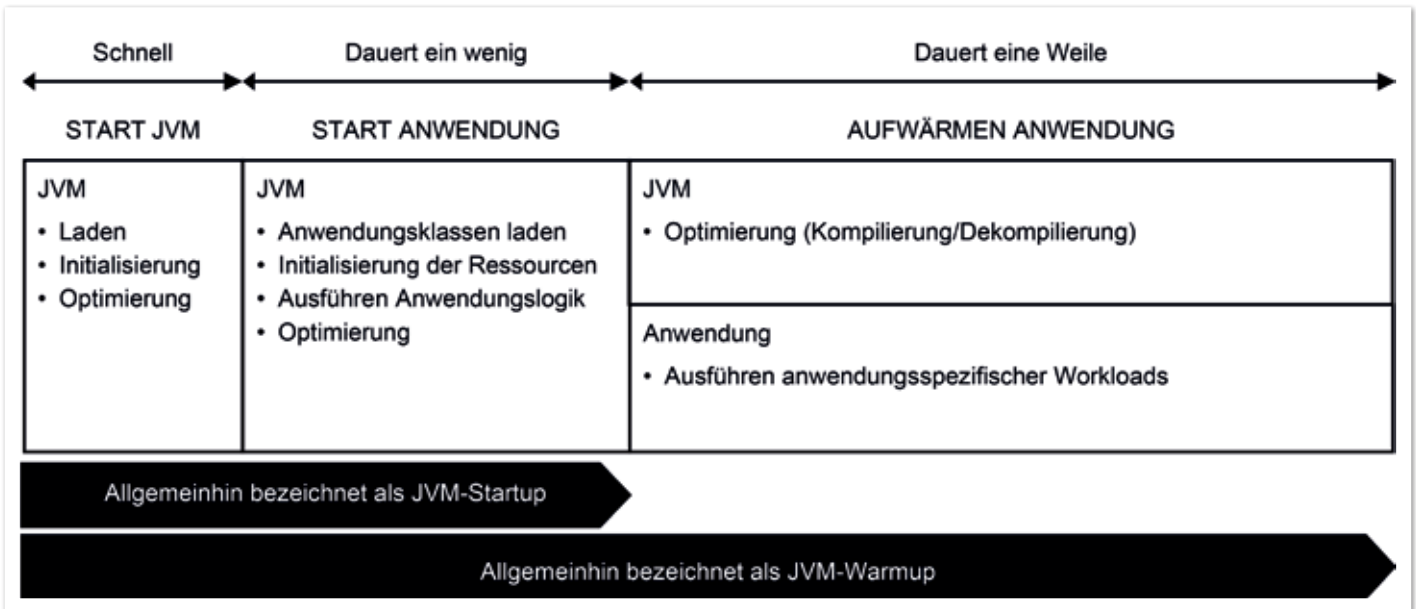 Schnell
Dauert ein wenig
Dauert eine Weile
START JVM
START ANWENDUNG
AUFWÄRMEN ANWENDUNG
JVM
• Laden
• Initialisierung
• Optimierung
JVM
• Anwendungsklassen laden
• Initialisierung der Ressourcen
• Ausführen Anwendungslogik
• Optimierung
JVM
• Optimierung (Kompilierung/Dekompilierung)
Anwendung
• Ausführen anwendungsspezifischer Workloads
Allgemeinhin bezeichnet als JVM-Startup
Allgemeinhin bezeichnet als JVM-Warmup